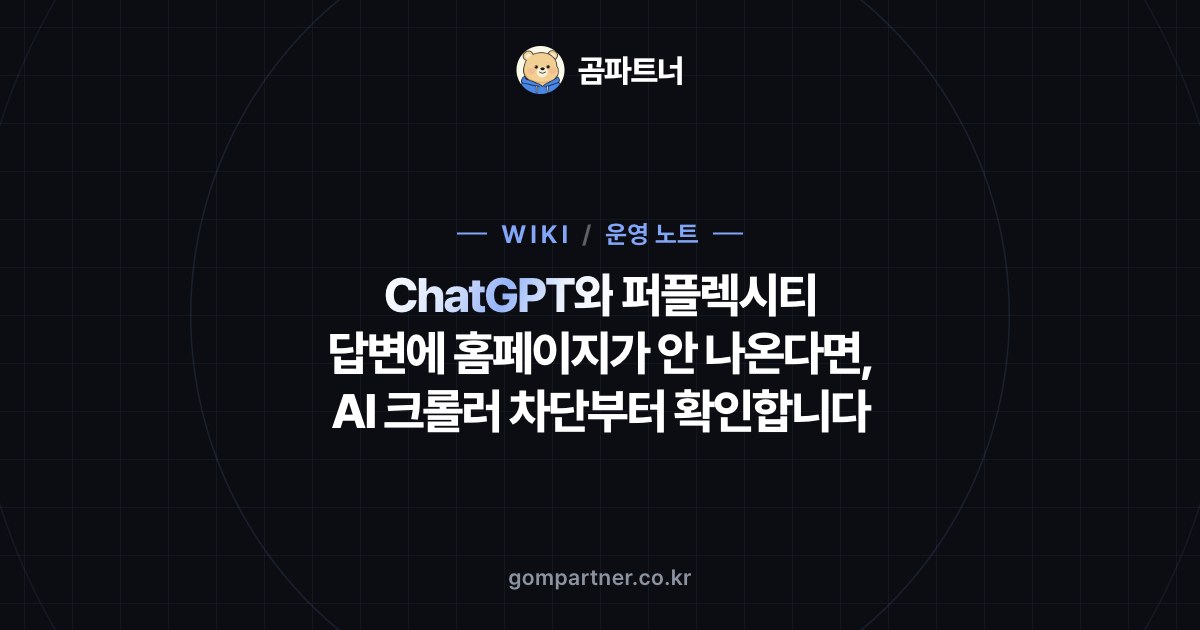 곰파트너
WIKI / 운영 노트
ChatGPT와 퍼플렉시티
답변에 홈페이지가 안 나온다면,
AI 크롤러 차단부터 확인합니다
gompartner.co.kr